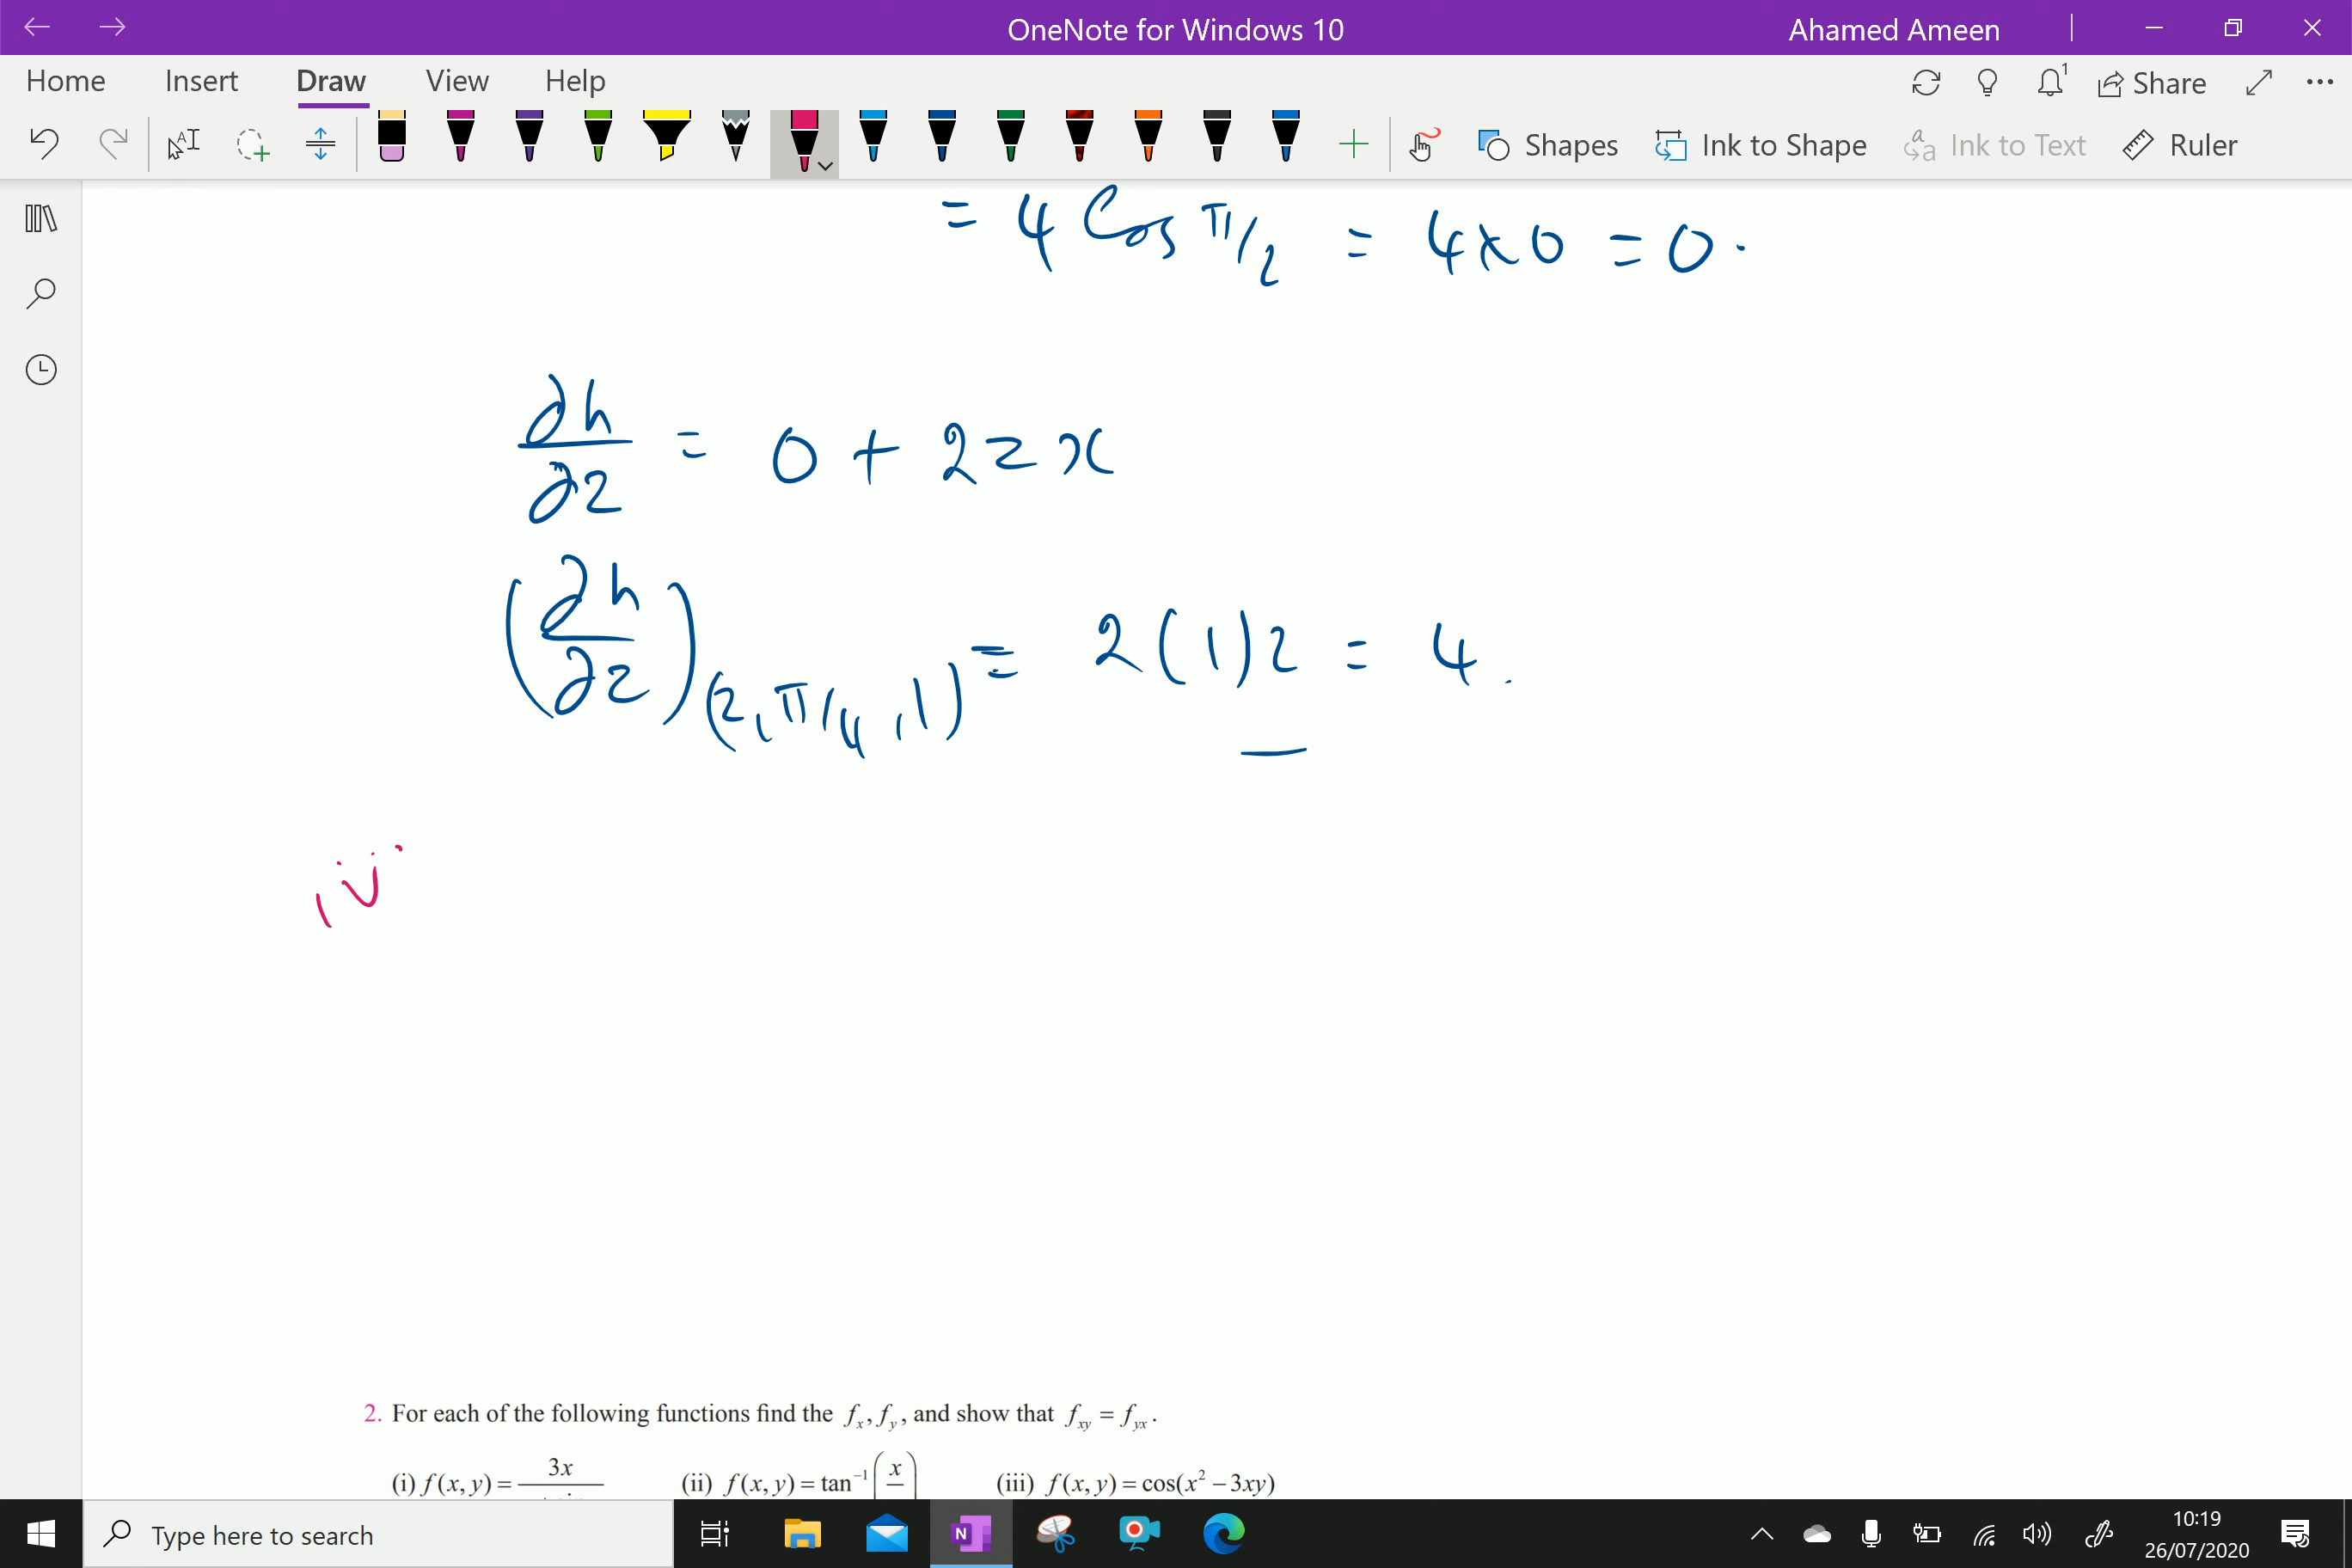 OneNote for Windows 10
Ahamed Ameen
Home Insert Draw View Help
1 Share
AI
Shapes Ink to Shape a a Ink to Text Ruler
= 4 Cos π/2 = 4x0 = 0.
∂h/∂z = 0 + 2zx
(∂h/∂z)(2, π/4, 1) = 2(1)2 = 4.
iv
2. For each of the following functions find the fx, fy, and show that fxy = fyx.
(i) f(x, y) = 3x (ii) f(x, y) = tan⁻¹(x (iii) f(x, y) = cos(x² − 3xy)
Type here to search
N
10:19
26/07/2020